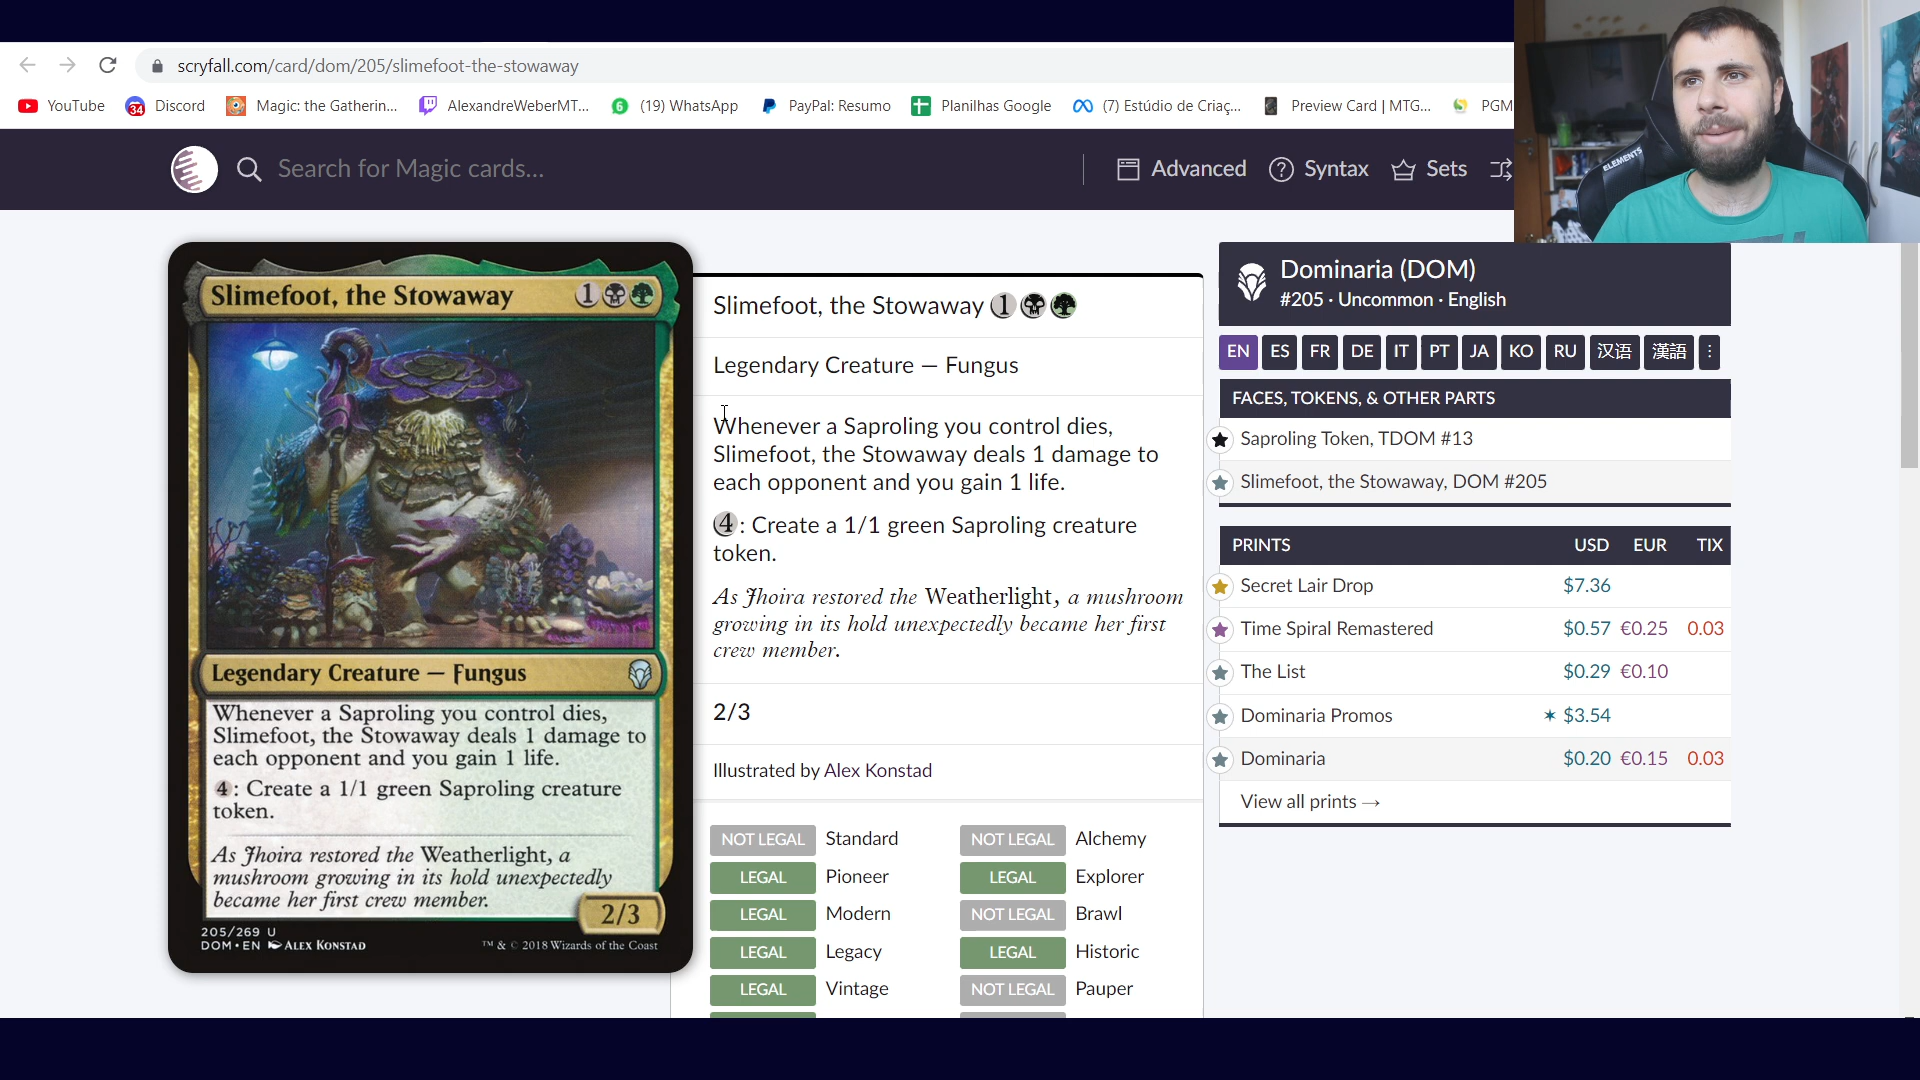 scryfall.com/card/dom/205/slimefoot-the-stowaway
YouTube
34 Discord
Magic: the Gatherin...
AlexandreWeberMT...
6 (19) WhatsApp
PayPal: Resumo
Planilhas Google
(7) Estúdio de Criaç...
Preview Card | MTG...
PGM
Search for Magic cards...
Advanced
? Syntax
Sets
ELEMENTS
Slimefoot, the Stowaway 1
Legendary Creature — Fungus
Whenever a Saproling you control dies,
Slimefoot, the Stowaway deals 1 damage to
each opponent and you gain 1 life.
4: Create a 1/1 green Saproling creature
token.
As Jhoira restored the Weatherlight, a
mushroom growing in its hold unexpectedly
became her first crew member.
2/3
205/269 U
DOM • EN ALEX KONSTAD
™ & © 2018 Wizards of the Coast
Slimefoot, the Stowaway 1
Legendary Creature — Fungus
Whenever a Saproling you control dies,
Slimefoot, the Stowaway deals 1 damage to
each opponent and you gain 1 life.
4: Create a 1/1 green Saproling creature
token.
As Jhoira restored the Weatherlight, a mushroom
growing in its hold unexpectedly became her first
crew member.
2/3
Illustrated by Alex Konstad
NOT LEGAL Standard NOT LEGAL Alchemy
LEGAL Pioneer LEGAL Explorer
LEGAL Modern NOT LEGAL Brawl
LEGAL Legacy LEGAL Historic
LEGAL Vintage NOT LEGAL Pauper
Dominaria (DOM)
#205 · Uncommon · English
EN ES FR DE IT PT JA KO RU 汉语 漢語 ⋮
FACES, TOKENS, & OTHER PARTS
Saproling Token, TDOM #13
Slimefoot, the Stowaway, DOM #205
PRINTS USD EUR TIX
Secret Lair Drop $7.36
Time Spiral Remastered $0.57 €0.25 0.03
The List $0.29 €0.10
Dominaria Promos ✶ $3.54
Dominaria $0.20 €0.15 0.03
View all prints →